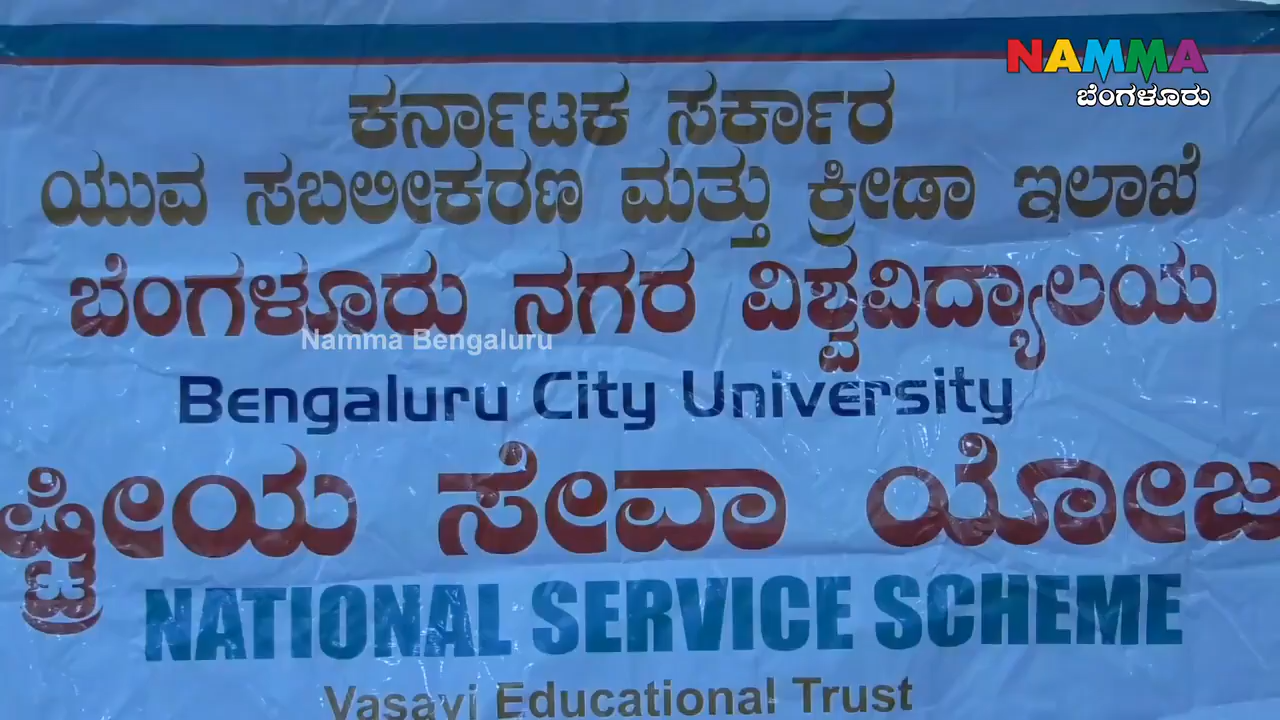 NAMMA
ಬೆಂಗಳೂರು
ಕರ್ನಾಟಕ ಸರ್ಕಾರ
ಯುವ ಸಬಲೀಕರಣ ಮತ್ತು ಕ್ರೀಡಾ ಇಲಾಖೆ
ಬೆಂಗಳೂರು ನಗರ ವಿಶ್ವವಿದ್ಯಾಲಯ
Namma Bengaluru
Bengaluru City University
ಷ್ಟ್ರೀಯ ಸೇವಾ ಯೋಜ
NATIONAL SERVICE SCHEME
Vasavi Educational Trust